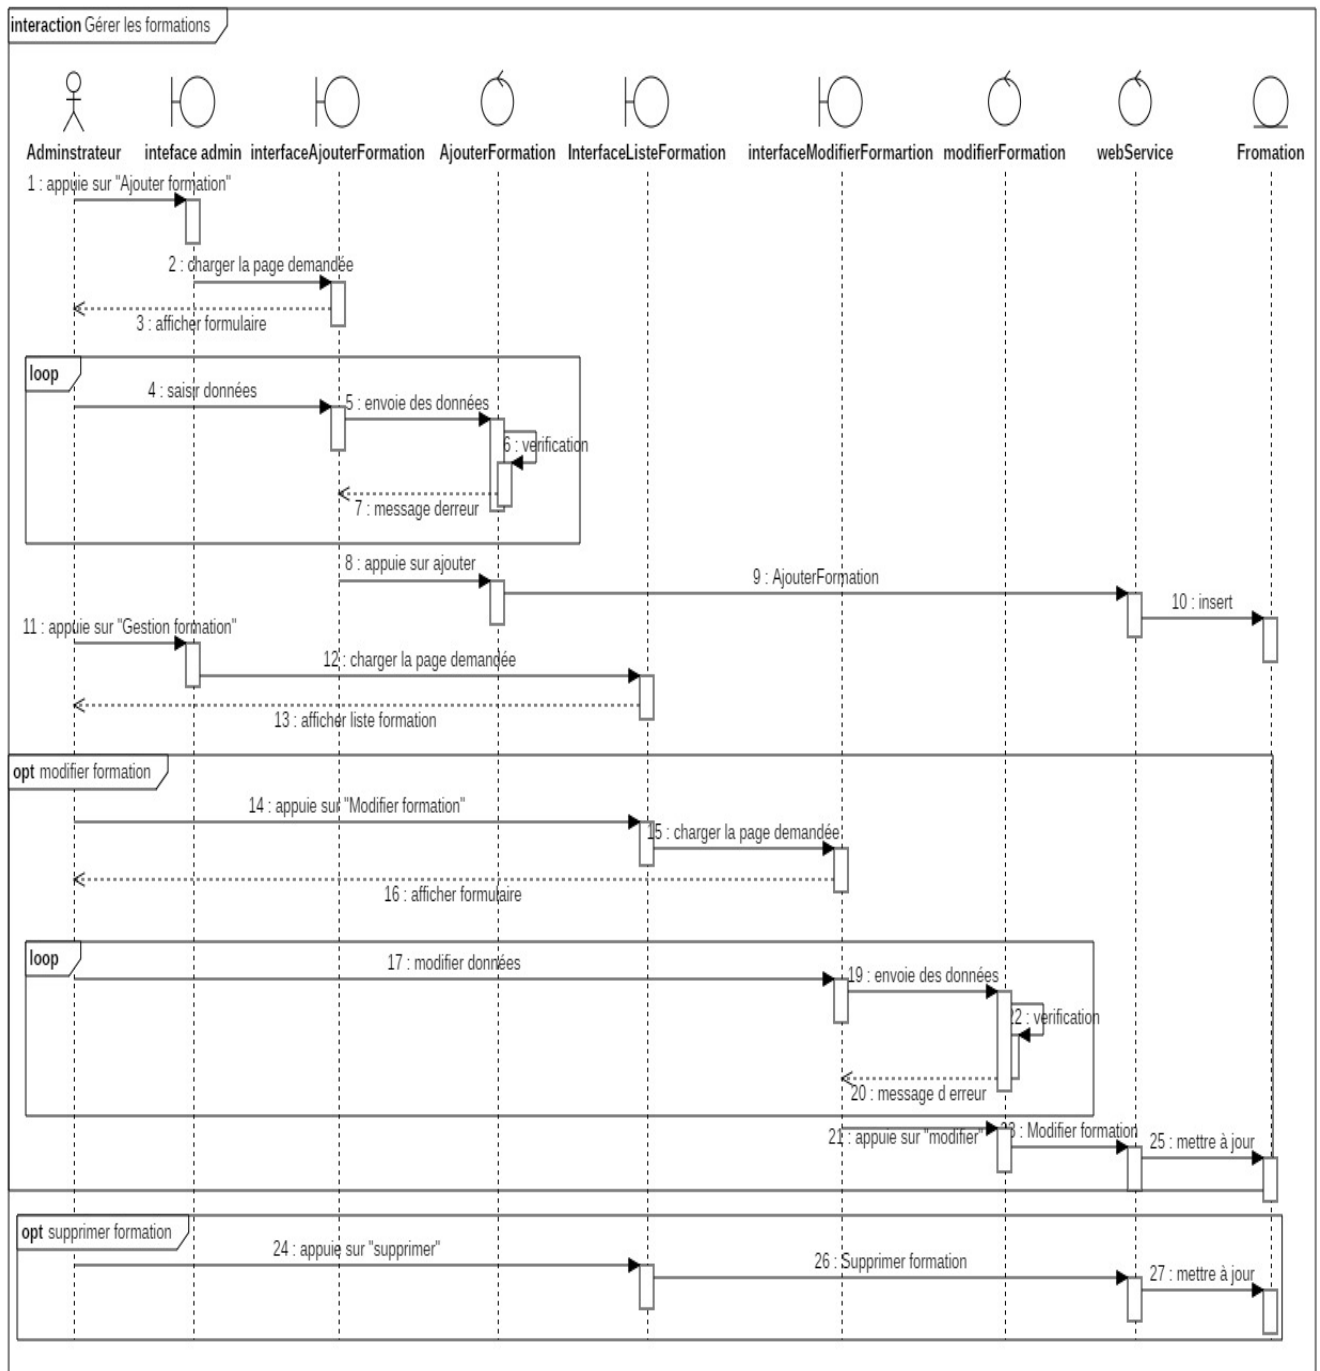 interaction Gérer les formations
Adminstrateur
inteface admin
interfaceAjouterFormation
AjouterFormation
InterfaceListeFormation
interfaceModifierFormartion
modifierFormation
webService
Fromation
1 : appuie sur "Ajouter formation"
2 : charger la page demandée
3 : afficher formulaire
loop
4 : saisir données
5 : envoie des données
6 : verification
7 : message derreur
8 : appuie sur ajouter
9 : AjouterFormation
10 : insert
11 : appuie sur "Gestion formation"
12 : charger la page demandée
13 : afficher liste formation
opt modifier formation
14 : appuie sur "Modifier formation"
15 : charger la page demandée
16 : afficher formulaire
loop
17 : modifier données
19 : envoie des données
22 : verification
20 : message d erreur
21 : appuie sur "modifier"
23 : Modifier formation
25 : mettre à jour
opt supprimer formation
24 : appuie sur "supprimer"
26 : Supprimer formation
27 : mettre à jour